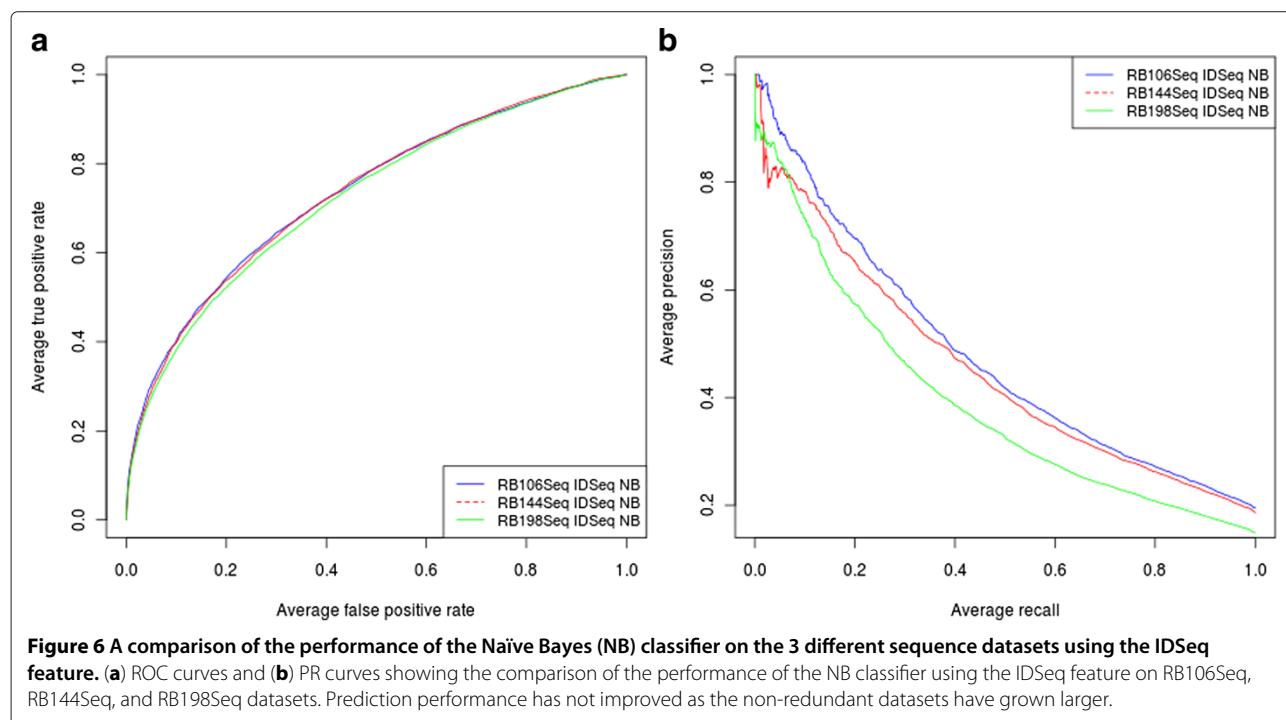 a
Average true positive rate
0.0
0.2
0.4
0.6
0.8
1.0
0.0 0.2 0.4 0.6 0.8 1.0
Average false positive rate
RB106Seq IDSeq NB
RB144Seq IDSeq NB
RB198Seq IDSeq NB
b
Average precision
0.2
0.4
0.6
0.8
1.0
0.0 0.2 0.4 0.6 0.8 1.0
Average recall
RB106Seq IDSeq NB
RB144Seq IDSeq NB
RB198Seq IDSeq NB
Figure 6 A comparison of the performance of the Naïve Bayes (NB) classifier on the 3 different sequence datasets using the IDSeq
feature. (a) ROC curves and (b) PR curves showing the comparison of the performance of the NB classifier using the IDSeq feature on RB106Seq,
RB144Seq, and RB198Seq datasets. Prediction performance has not improved as the non-redundant datasets have grown larger.